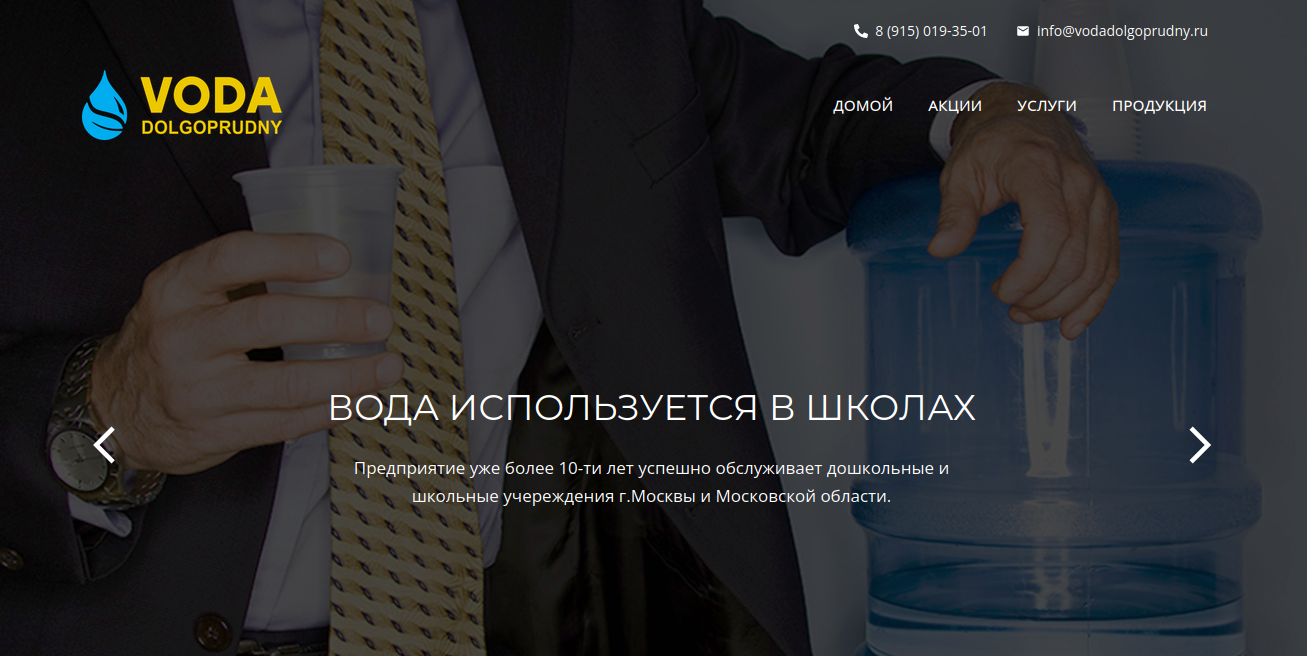 8 (915) 019-35-01
info@vodadolgoprudny.ru
VODA
DOLGOPRUDNY
ДОМОЙ
АКЦИИ
УСЛУГИ
ПРОДУКЦИЯ
ВОДА ИСПОЛЬЗУЕТСЯ В ШКОЛАХ
Предприятие уже более 10-ти лет успешно обслуживает дошкольные и
школьные учереждения г.Москвы и Московской области.